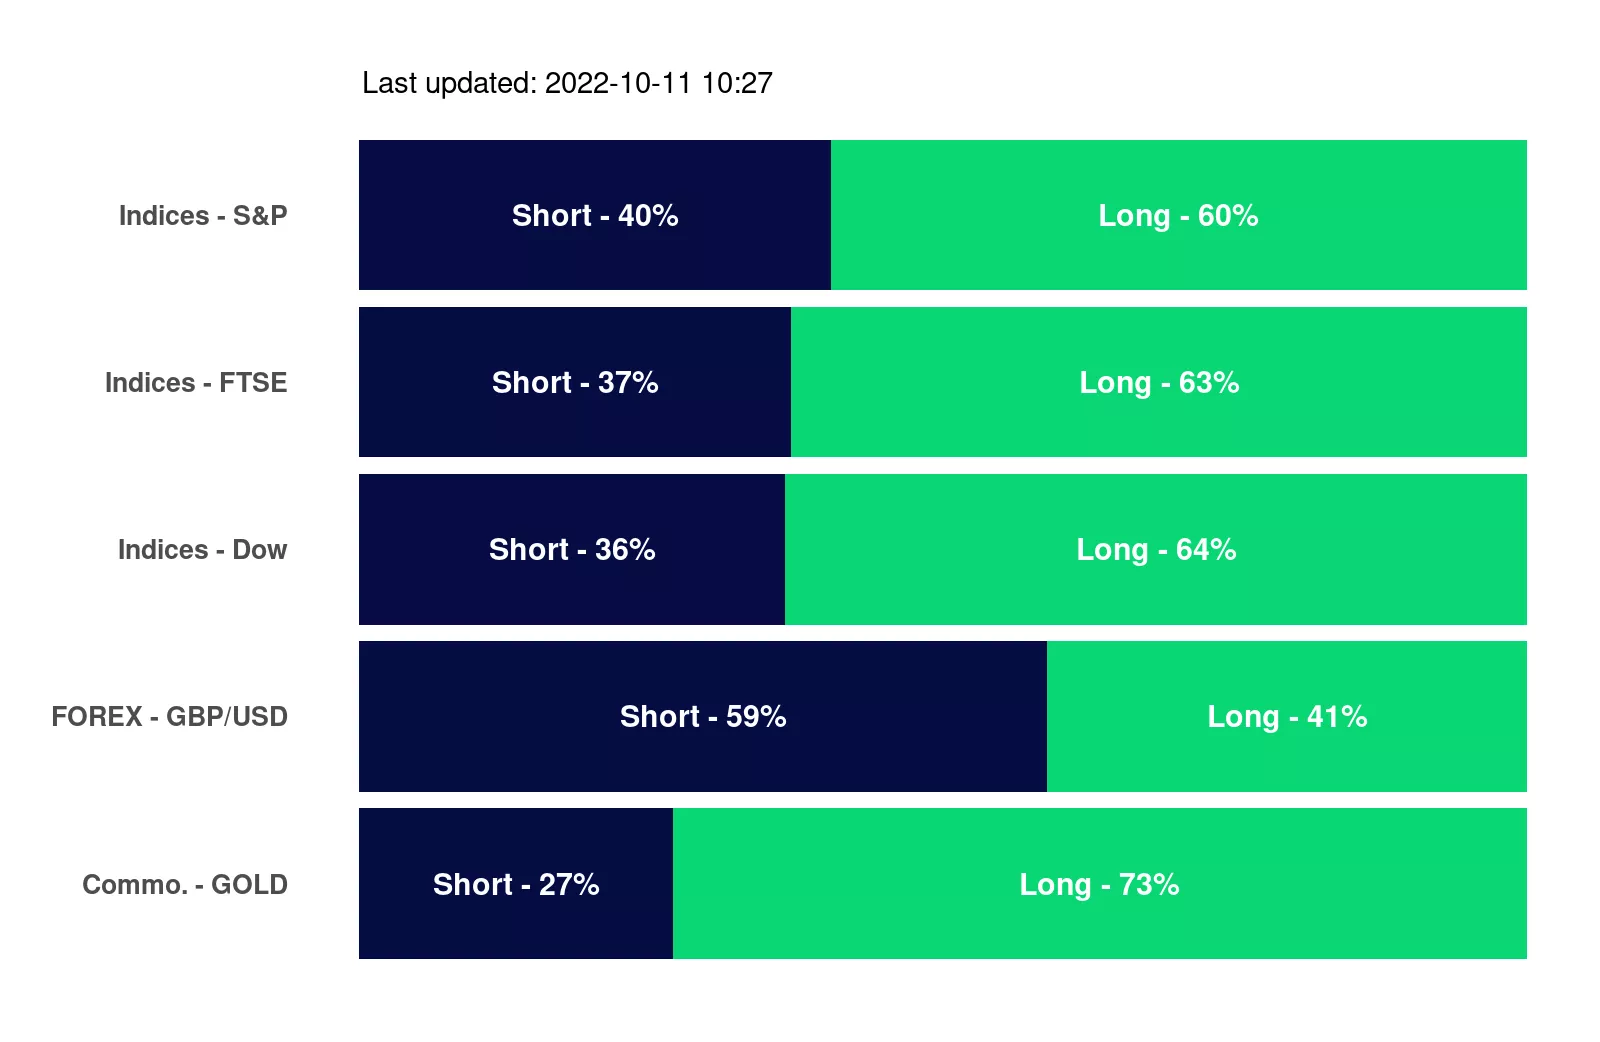 Last updated: 2022-10-11 10:27
Indices - S&P Short - 40% Long - 60%
Indices - FTSE Short - 37% Long - 63%
Indices - Dow Short - 36% Long - 64%
FOREX - GBP/USD Short - 59% Long - 41%
Commo. - GOLD Short - 27% Long - 73%